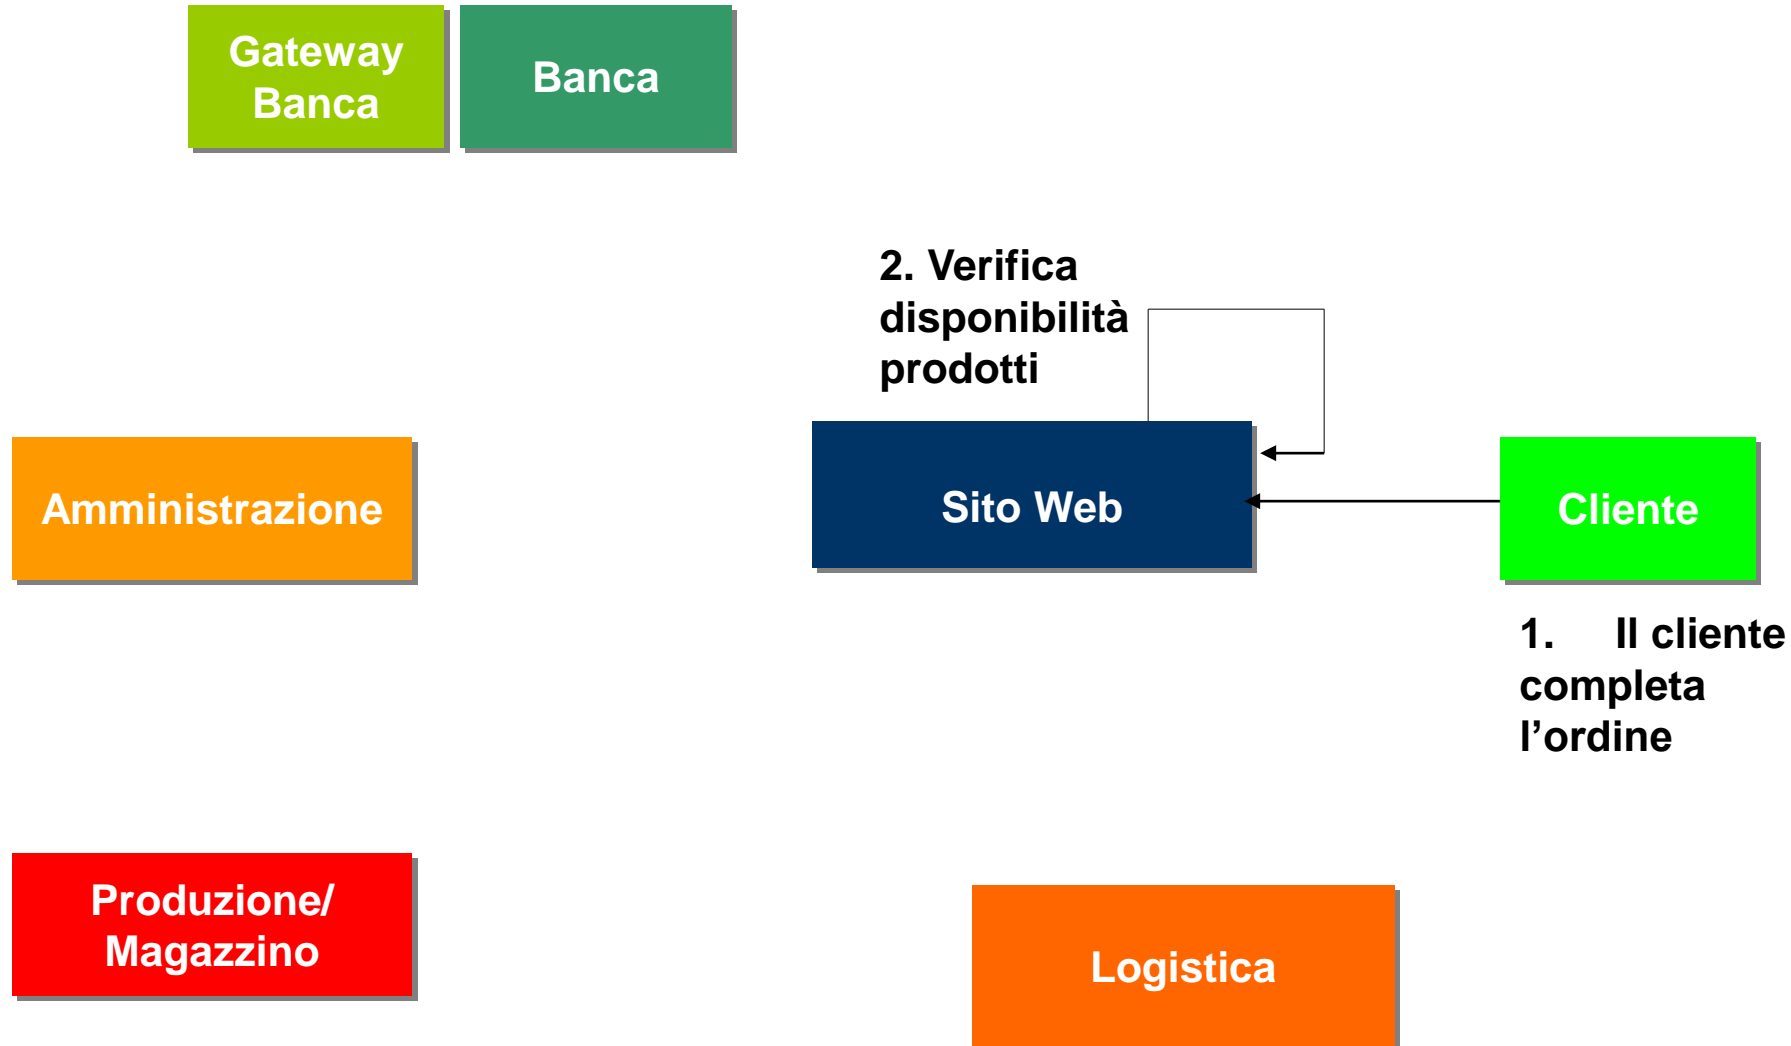 Gateway
Banca
Banca
2. Verifica
disponibilità
prodotti
Amministrazione
Sito Web
Cliente
1. Il cliente
completa
l’ordine
Produzione/
Magazzino
Logistica